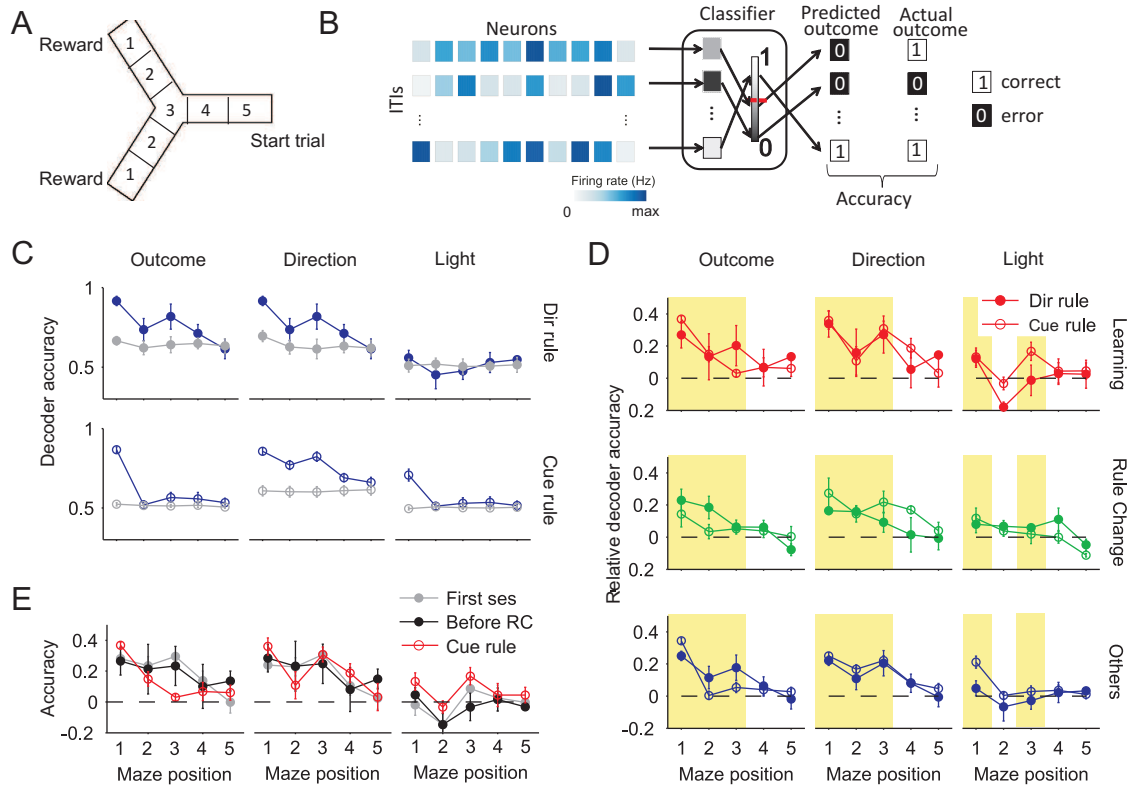 A
Reward
1
2
3
4
5
Start trial
2
1
Reward
B
Neurons
ITIs
...
...
Firing rate (Hz)
0
max
Classifier
1
0
...
Predicted outcome
Actual outcome
0
1
0
0
...
...
1
1
Accuracy
1 correct
0 error
C
Outcome
Direction
Light
Decoder accuracy
1
0.5
Dir rule
1
0.5
Cue rule
D
Outcome
Direction
Light
Relative decoder accuracy
Dir rule
Cue rule
0.4
0.2
0
0.2
Learning
0.4
0.2
0
0.2
Rule Change
0.4
0.2
0
-0.2
Others
1 2 3 4 5
1 2 3 4 5
1 2 3 4 5
Maze position
Maze position
Maze position
E
First ses
Before RC
Cue rule
Accuracy
0.4
0.2
0
-0.2
1 2 3 4 5
1 2 3 4 5
1 2 3 4 5
Maze position
Maze position
Maze position